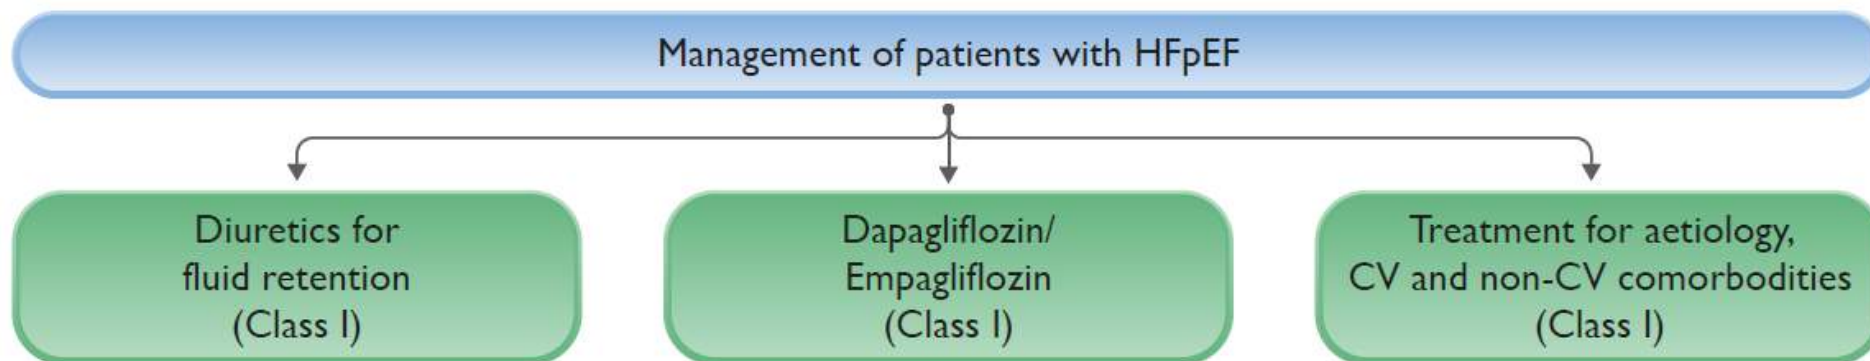 Management of patients with HFpEF
Diuretics for
fluid retention
(Class I)
Dapagliflozin/
Empagliflozin
(Class I)
Treatment for aetiology,
CV and non-CV comorbodities
(Class I)